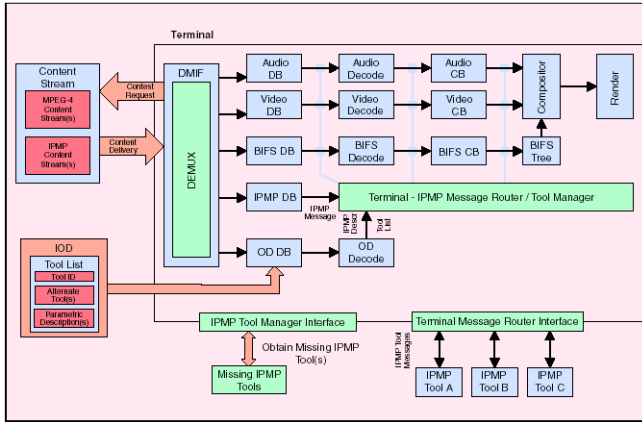 Terminal
Content
Stream
MPEG-4
Content
Stream(s)
IPMP
Content
Stream(s)
Contest
Request
Content
Delivery
DMIF
DEMUX
Audio
DB
Audio
Decode
Audio
CB
Video
DB
Video
Decode
Video
CB
BIFS DB
BIFS
Decode
BIFS CB
BIFS
Tree
Compositor
Render
IPMP DB
IPMP
Message
Terminal - IPMP Message Router / Tool Manager
IPMP
Descr
Tool
List
OD DB
OD
Decode
IOD
Tool List
Tool ID
Alternate
Tool(s)
Parametric
Description(s)
IPMP Tool Manager Interface
Terminal Message Router Interface
Obtain Missing IPMP
Tool(s)
Missing IPMP
Tools
IPMP Tool
Messages
IPMP
Tool A
IPMP
Tool B
IPMP
Tool C